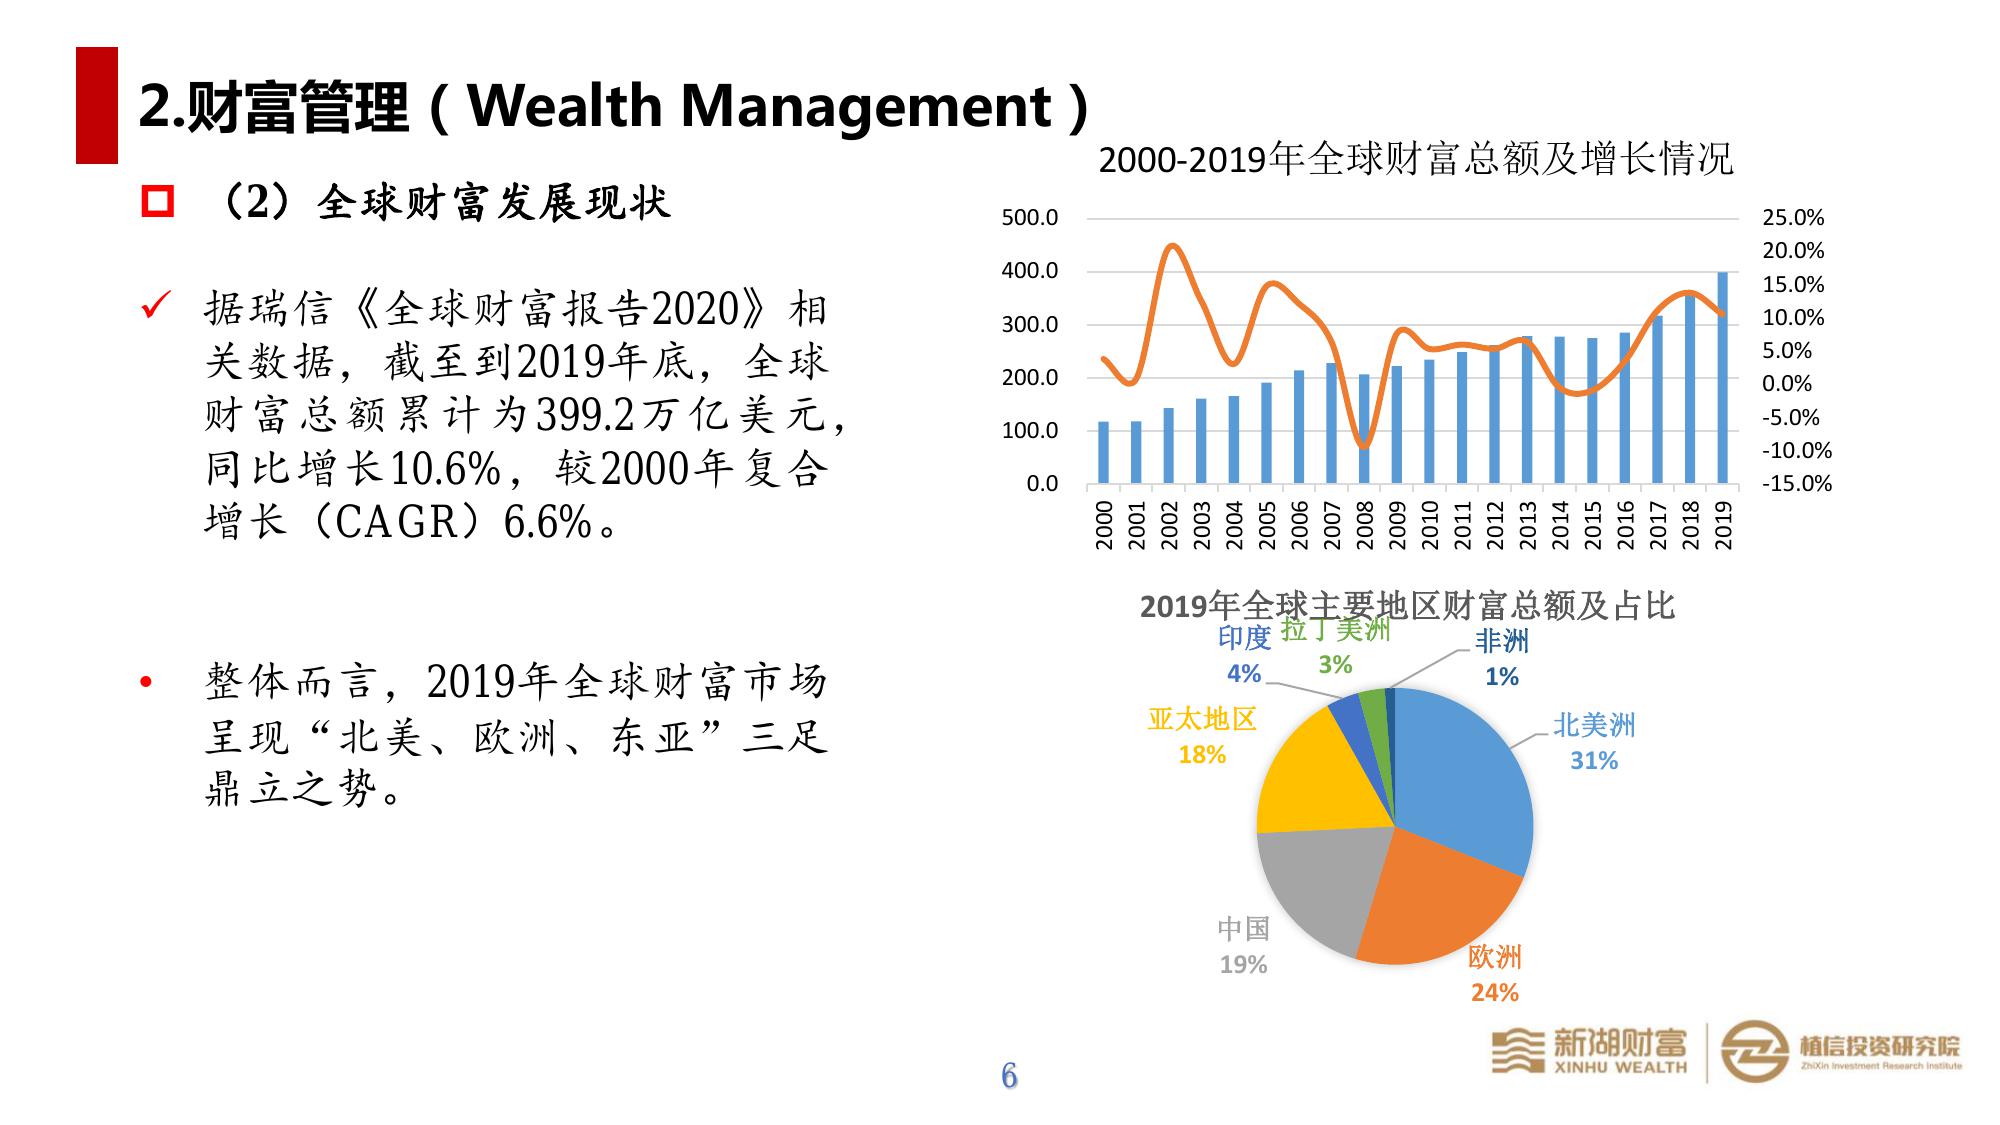 2.财富管理（Wealth Management）
（2）全球财富发展现状
据瑞信《全球财富报告2020》相
关数据，截至到2019年底，全球
财富总额累计为399.2万亿美元，
同比增长10.6%，较2000年复合
增长（CAGR）6.6%。
整体而言，2019年全球财富市场
呈现“北美、欧洲、东亚”三足
鼎立之势。
2000-2019年全球财富总额及增长情况
500.0
400.0
300.0
200.0
100.0
0.0
25.0%
20.0%
15.0%
10.0%
5.0%
0.0%
-5.0%
-10.0%
-15.0%
2000
2001
2002
2003
2004
2005
2006
2007
2008
2009
2010
2011
2012
2013
2014
2015
2016
2017
2018
2019
2019年全球主要地区财富总额及占比
印度
4%
拉丁美洲
3%
非洲
1%
亚太地区
18%
北美洲
31%
中国
19%
欧洲
24%
6
新湖财富
XINHU WEALTH
植信投资研究院
ZhiXin Investment Research Institute